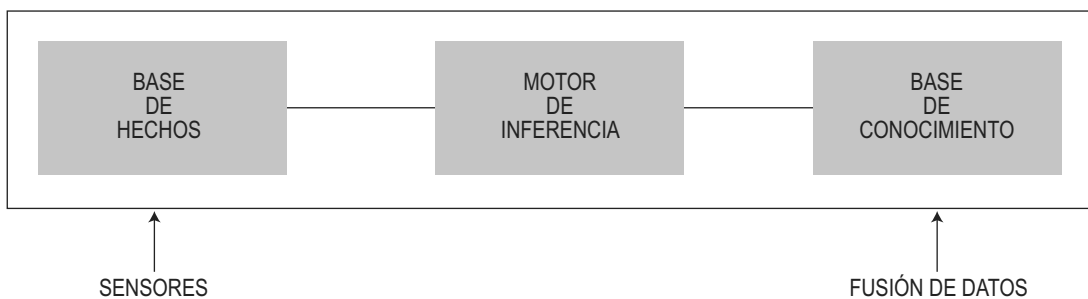 BASE
DE
HECHOS
MOTOR
DE
INFERENCIA
BASE
DE
CONOCIMIENTO
SENSORES
FUSIÓN DE DATOS